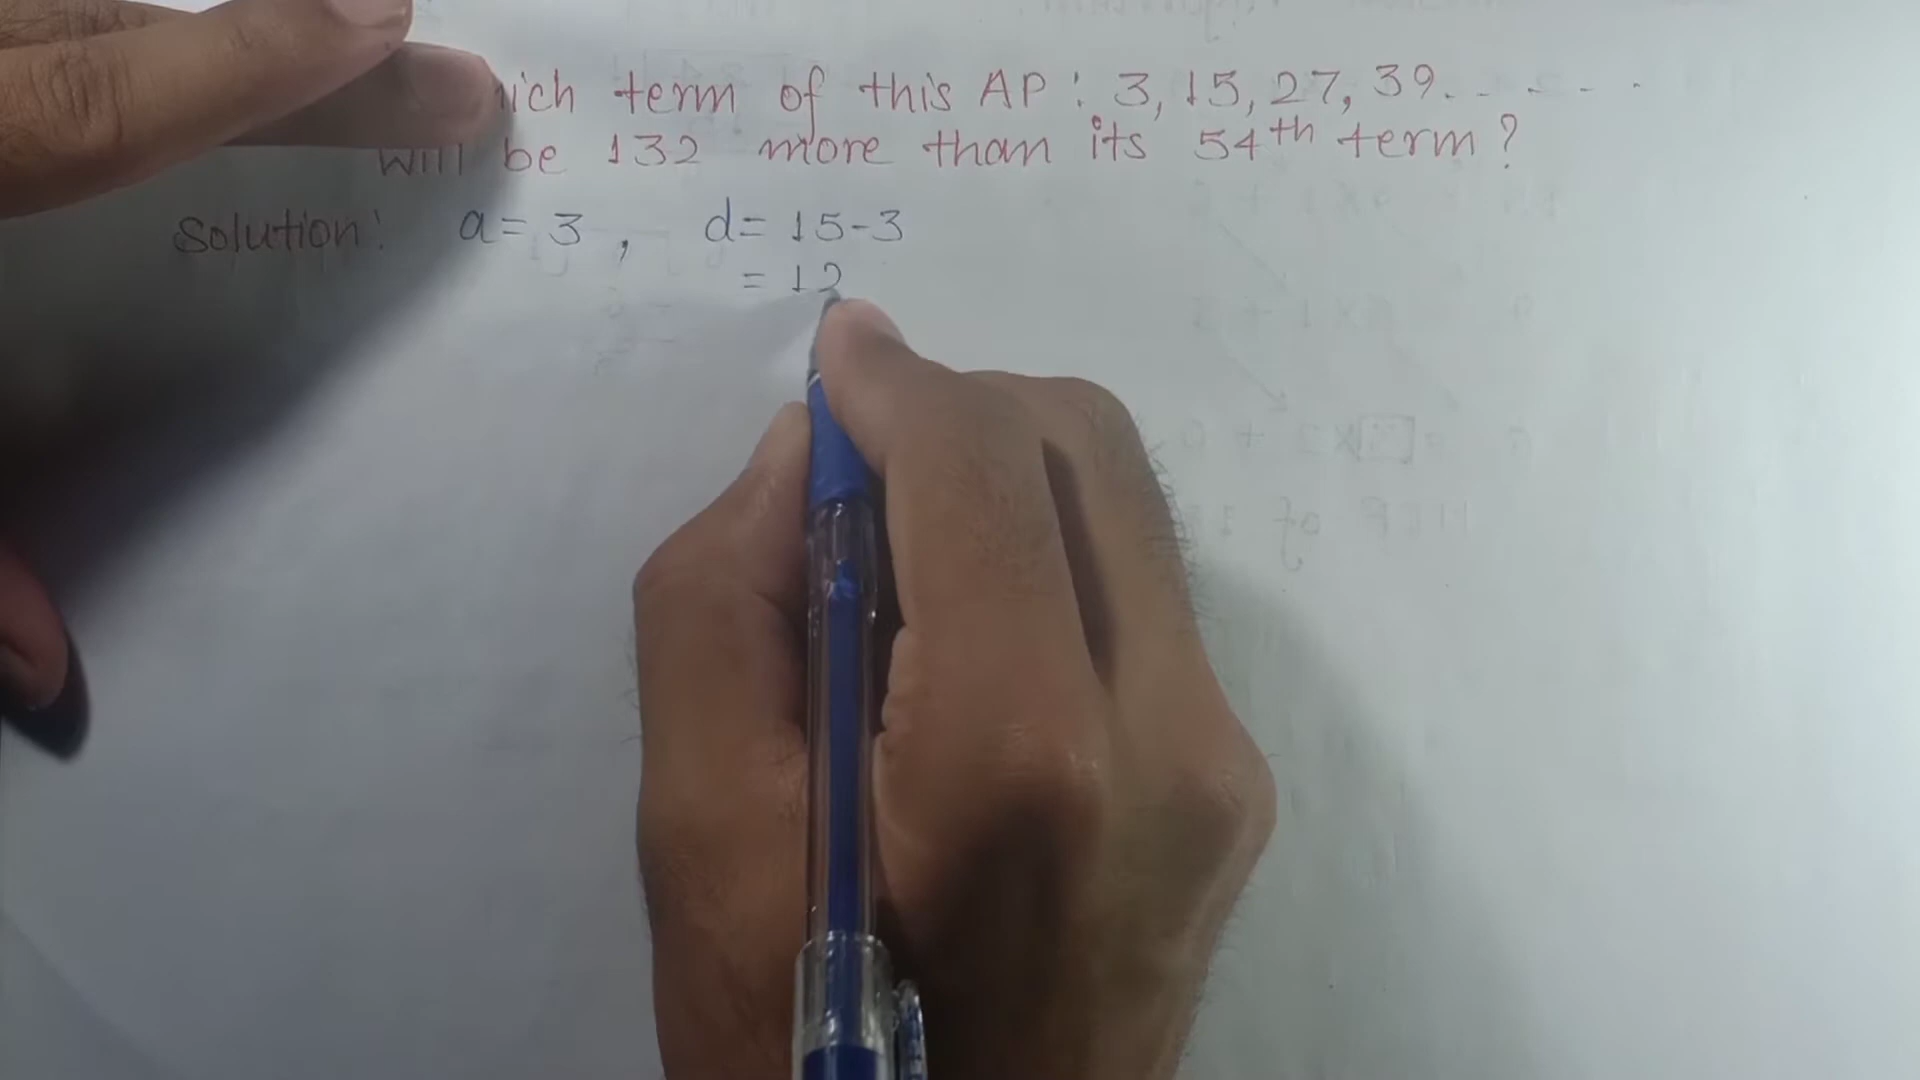 ich term of this AP: 3, 15, 27, 39. - - - - .
will be 132 more than its 54th term?
Solution: a = 3 , d = 15-3
= 12